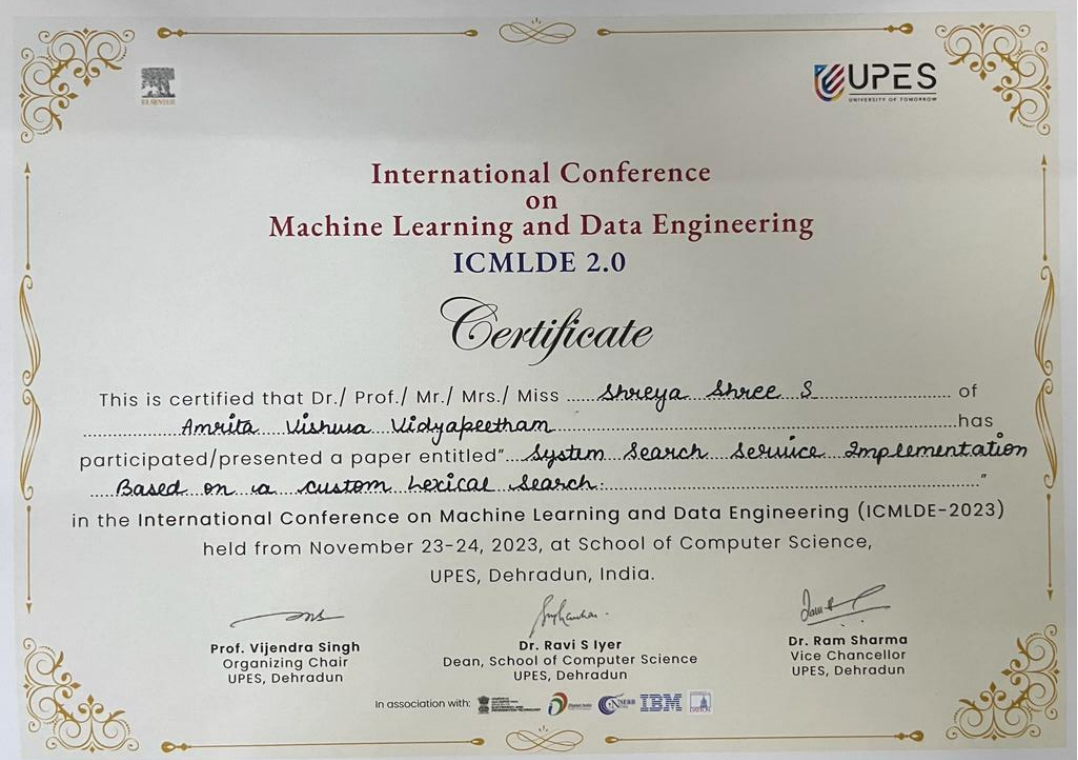 ELSEVIER
UPES
UNIVERSITY OF TOMORROW
International Conference
on
Machine Learning and Data Engineering
ICMLDE 2.0
Certificate
This is certified that Dr./ Prof./ Mr./ Mrs./ Miss ......Shreya Shree S...................... of
................Amrita Vishwa Vidyapeetham................................................................has
participated/presented a paper entitled"....System Search Service Implementation
....Based on a custom Lexical Search:............................................................"
in the International Conference on Machine Learning and Data Engineering (ICMLDE-2023)
held from November 23-24, 2023, at School of Computer Science,
UPES, Dehradun, India.
Prof. Vijendra Singh
Organizing Chair
UPES, Dehradun
Dr. Ravi S Iyer
Dean, School of Computer Science
UPES, Dehradun
Dr. Ram Sharma
Vice Chancellor
UPES, Dehradun
In association with:
IBM